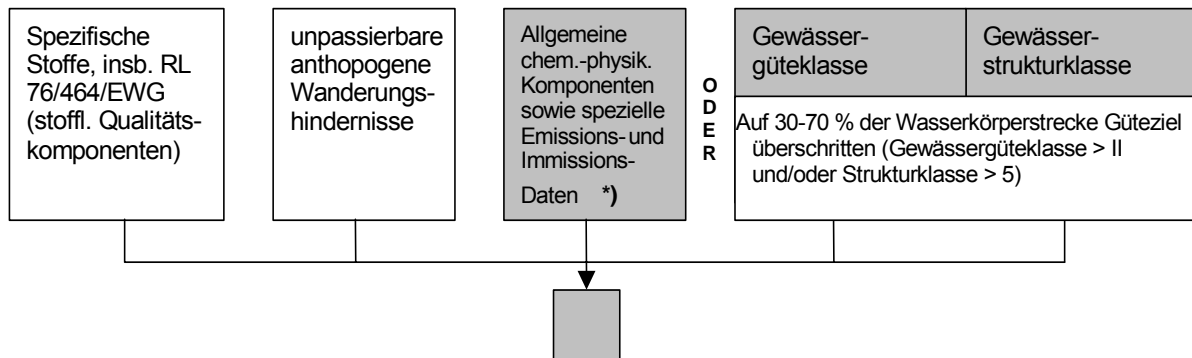 Spezifische
Stoffe, insb. RL
76/464/EWG
(stoffl. Qualitäts-
komponenten)
unpassierbare
anthopogene
Wanderungs-
hindernisse
Allgemeine
chem.-physik.
Komponenten
sowie spezielle
Emissions- und
Immissions-
Daten *)
O
D
E
R
Gewässer-
güteklasse
Gewässer-
strukturklasse
Auf 30-70 % der Wasserkörperstrecke Güteziel
überschritten (Gewässergüteklasse > II
und/oder Strukturklasse > 5)